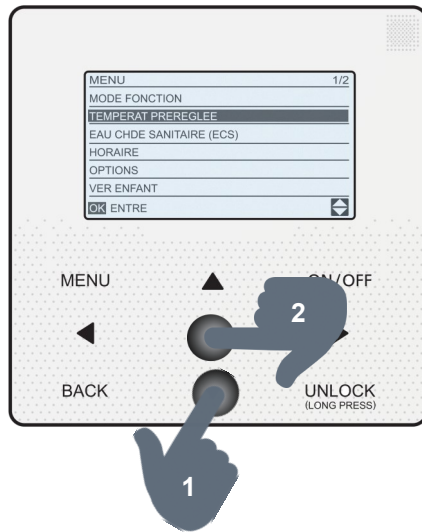 MENU 1/2
MODE FONCTION
TEMPERAT PREREGLEE
EAU CHDE SANITAIRE (ECS)
HORAIRE
OPTIONS
VER ENFANT
OK ENTRE
MENU ON/OFF
2
BACK UNLOCK
(LONG PRESS)
1